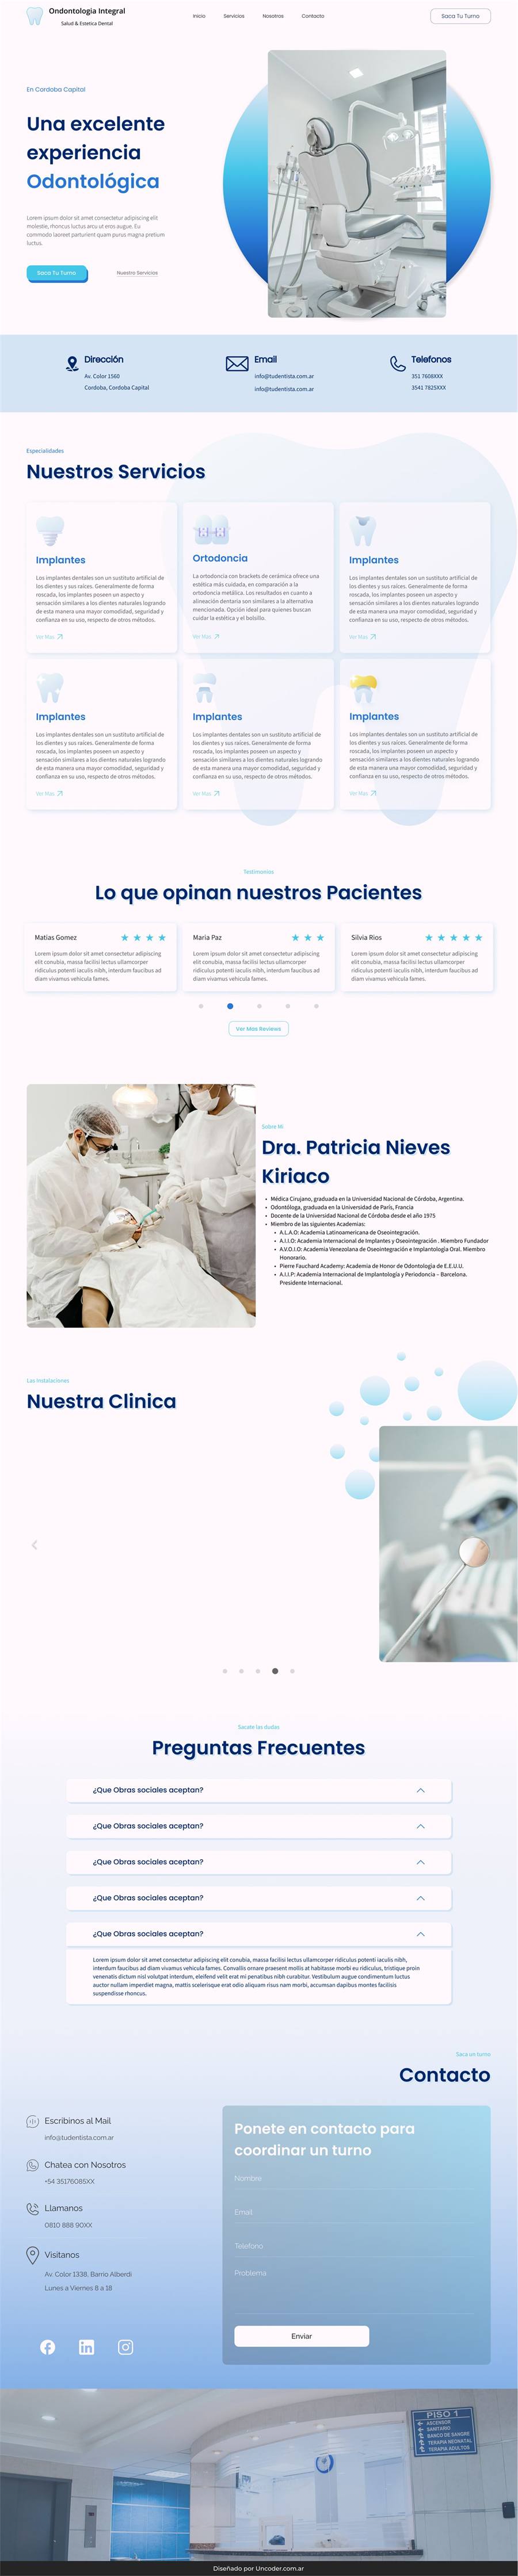 Ondontologia Integral
Salud & Estetica Dental
Inicio
Servicios
Nosotros
Contacto
Saca Tu Turno
En Cordoba Capital
Una excelente
experiencia
Odontológica
Lorem ipsum dolor sit amet consectetur adipiscing elit
molestie, rhoncus luctus arcu ut eros augue. Eu
commodo laoreet parturient quam purus magna pretium
luctus.
Saca Tu Turno
Nuestro Servicios
Dirección
Av. Color 1560
Cordoba, Cordoba Capital
Email
info@tudentista.com.ar
info@tudentista.com.ar
Telefonos
351 7608XXX
3541 7825XXX
Especialidades
Nuestros Servicios
Implantes
Los implantes dentales son un sustituto artificial de
los dientes y sus raíces. Generalmente de forma
roscada, los implantes poseen un aspecto y
sensación similares a los dientes naturales logrando
de esta manera una mayor comodidad, seguridad y
confianza en su uso, respecto de otros métodos.
Ver Mas
Ortodoncia
La ortodoncia con brackets de cerámica ofrece una
estética más cuidada, en comparación a la
ortodoncia metálica. Los resultados en cuanto a
alineación dentaria son similares a la alternativa
mencionada. Opción ideal para quienes buscan
cuidar la estética y el bolsillo.
Ver Mas
Implantes
Los implantes dentales son un sustituto artificial de
los dientes y sus raíces. Generalmente de forma
roscada, los implantes poseen un aspecto y
sensación similares a los dientes naturales logrando
de esta manera una mayor comodidad, seguridad y
confianza en su uso, respecto de otros métodos.
Ver Mas
Implantes
Los implantes dentales son un sustituto artificial de
los dientes y sus raíces. Generalmente de forma
roscada, los implantes poseen un aspecto y
sensación similares a los dientes naturales logrando
de esta manera una mayor comodidad, seguridad y
confianza en su uso, respecto de otros métodos.
Ver Mas
Implantes
Los implantes dentales son un sustituto artificial de
los dientes y sus raíces. Generalmente de forma
roscada, los implantes poseen un aspecto y
sensación similares a los dientes naturales logrando
de esta manera una mayor comodidad, seguridad y
confianza en su uso, respecto de otros métodos.
Ver Mas
Implantes
Los implantes dentales son un sustituto artificial de
los dientes y sus raíces. Generalmente de forma
roscada, los implantes poseen un aspecto y
sensación similares a los dientes naturales logrando
de esta manera una mayor comodidad, seguridad y
confianza en su uso, respecto de otros métodos.
Ver Mas
Testimonios
Lo que opinan nuestros Pacientes
Matias Gomez
Lorem ipsum dolor sit amet consectetur adipiscing
elit conubia, massa facilisi lectus ullamcorper
ridiculus potenti iaculis nibh, interdum faucibus ad
diam vivamus vehicula fames.
Maria Paz
Lorem ipsum dolor sit amet consectetur adipiscing
elit conubia, massa facilisi lectus ullamcorper
ridiculus potenti iaculis nibh, interdum faucibus ad
diam vivamus vehicula fames.
Silvia Rios
Lorem ipsum dolor sit amet consectetur adipiscing
elit conubia, massa facilisi lectus ullamcorper
ridiculus potenti iaculis nibh, interdum faucibus ad
diam vivamus vehicula fames.
Ver Mas Reviews
Sobre Mi
Dra. Patricia Nieves
Kiriaco
Médica Cirujano, graduada en la Universidad Nacional de Córdoba, Argentina.
Odontóloga, graduada en la Universidad de París, Francia
Docente de la Universidad Nacional de Córdoba desde el año 1975
Miembro de las siguientes Academias:
A.L.A.O: Academia Latinoamericana de Oseointegración.
A.I.I.O: Academia Internacional de Implantes y Oseointegración . Miembro Fundador
A.V.O.I.O: Academia Venezolana de Oseointegración e Implantología Oral. Miembro
Honorario.
Pierre Fauchard Academy: Academia de Honor de Odontología de E.E.U.U.
A.I.I.P: Academia Internacional de Implantología y Periodoncia – Barcelona.
Presidente Internacional.
Las Instalaciones
Nuestra Clinica
Sacate las dudas
Preguntas Frecuentes
¿Que Obras sociales aceptan?
¿Que Obras sociales aceptan?
¿Que Obras sociales aceptan?
¿Que Obras sociales aceptan?
¿Que Obras sociales aceptan?
Lorem ipsum dolor sit amet consectetur adipiscing elit conubia, massa facilisi lectus ullamcorper ridiculus potenti iaculis nibh,
interdum faucibus ad diam vivamus vehicula fames. Convallis ornare praesent mollis at habitasse morbi eu ridiculus, tristique proin
venenatis dictum nisl volutpat interdum, eleifend velit erat mi penatibus nibh curabitur. Vestibulum augue condimentum luctus
auctor nullam imperdiet magna, mattis scelerisque erat odio aliquam risus nam morbi, accumsan dapibus montes facilisis
suspendisse rhoncus.
Saca un turno
Contacto
Escribinos al Mail
info@tudentista.com.ar
Chatea con Nosotros
+54 35176085XX
Llamanos
0810 888 90XX
Visitanos
Av. Color 1338, Barrio Alberdi
Lunes a Viernes 8 a 18
Ponete en contacto para
coordinar un turno
Nombre
Email
Telefono
Problema
Enviar
PISO 1
ASCENSOR
SANITARIO
BANCO DE SANGRE
TERAPIA NEONATAL
TERAPIA ADULTOS
Diseñado por Uncoder.com.ar